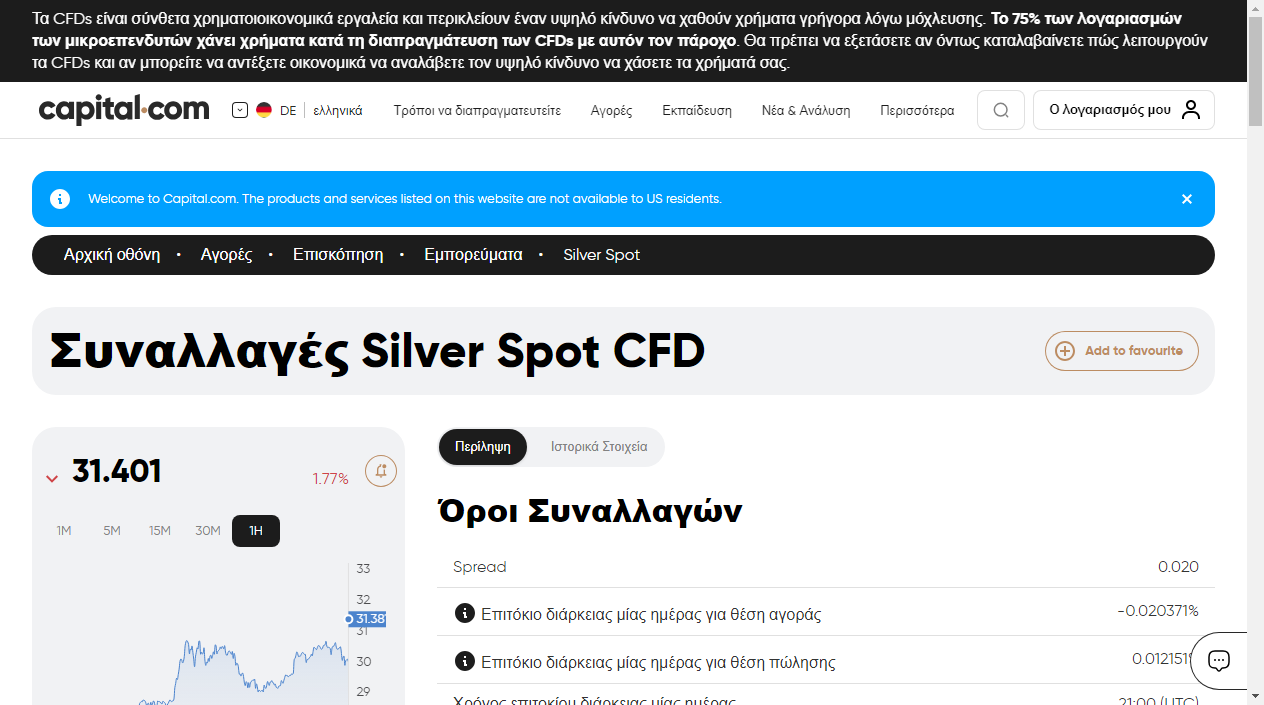 Τα CFDs είναι σύνθετα χρηματοιοικονομικά εργαλεία και περικλείουν έναν υψηλό κίνδυνο να χαθούν χρήματα γρήγορα λόγω μόχλευσης. Το 75% των λογαριασμών
των μικροεπενδυτών χάνει χρήματα κατά τη διαπραγμάτευση των CFDs με αυτόν τον πάροχο. Θα πρέπει να εξετάσετε αν όντως καταλαβαίνετε πώς λειτουργούν
τα CFDs και αν μπορείτε να αντέξετε οικονομικά να αναλάβετε τον υψηλό κίνδυνο να χάσετε τα χρήματά σας.
capital.com DE ελληνικά Τρόποι να διαπραγματευτείτε Αγορές Εκπαίδευση Νέα & Ανάλυση Περισσότερα Ο λογαριασμός μου
Welcome to Capital.com. The products and services listed on this website are not available to US residents.
Αρχική οθόνη • Αγορές • Επισκόπηση • Εμπορεύματα • Silver Spot
Συναλλαγές Silver Spot CFD
Add to favourite
31.401 1.77%
1M 5M 15M 30M 1H
33
32
31.38
31
30
29
Περίληψη Ιστορικά Στοιχεία
Όροι Συναλλαγών
Spread 0.020
Επιτόκιο διάρκειας μίας ημέρας για θέση αγοράς -0.020371%
Επιτόκιο διάρκειας μίας ημέρας για θέση πώλησης 0.012151%
Χρόνος επιτοκίου διάρκειας μίας ημέρας 21:00 (UTC)